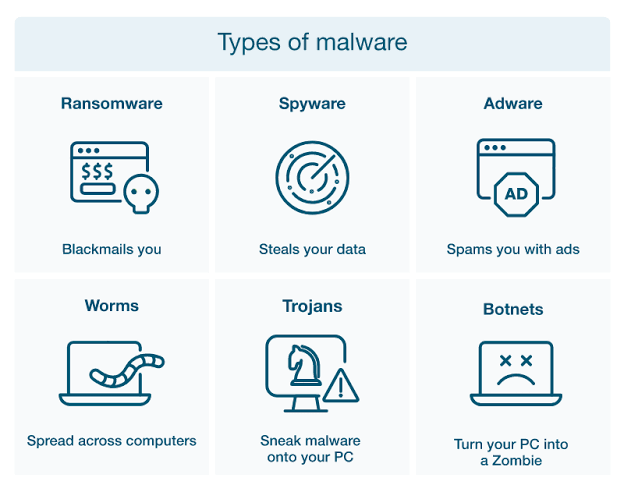 Types of malware
Ransomware
Spyware
Adware
$$$
AD
Blackmails you
Steals your data
Spams you with ads
Worms
Trojans
Botnets
Spread across computers
Sneak malware
onto your PC
Turn your PC into
a Zombie